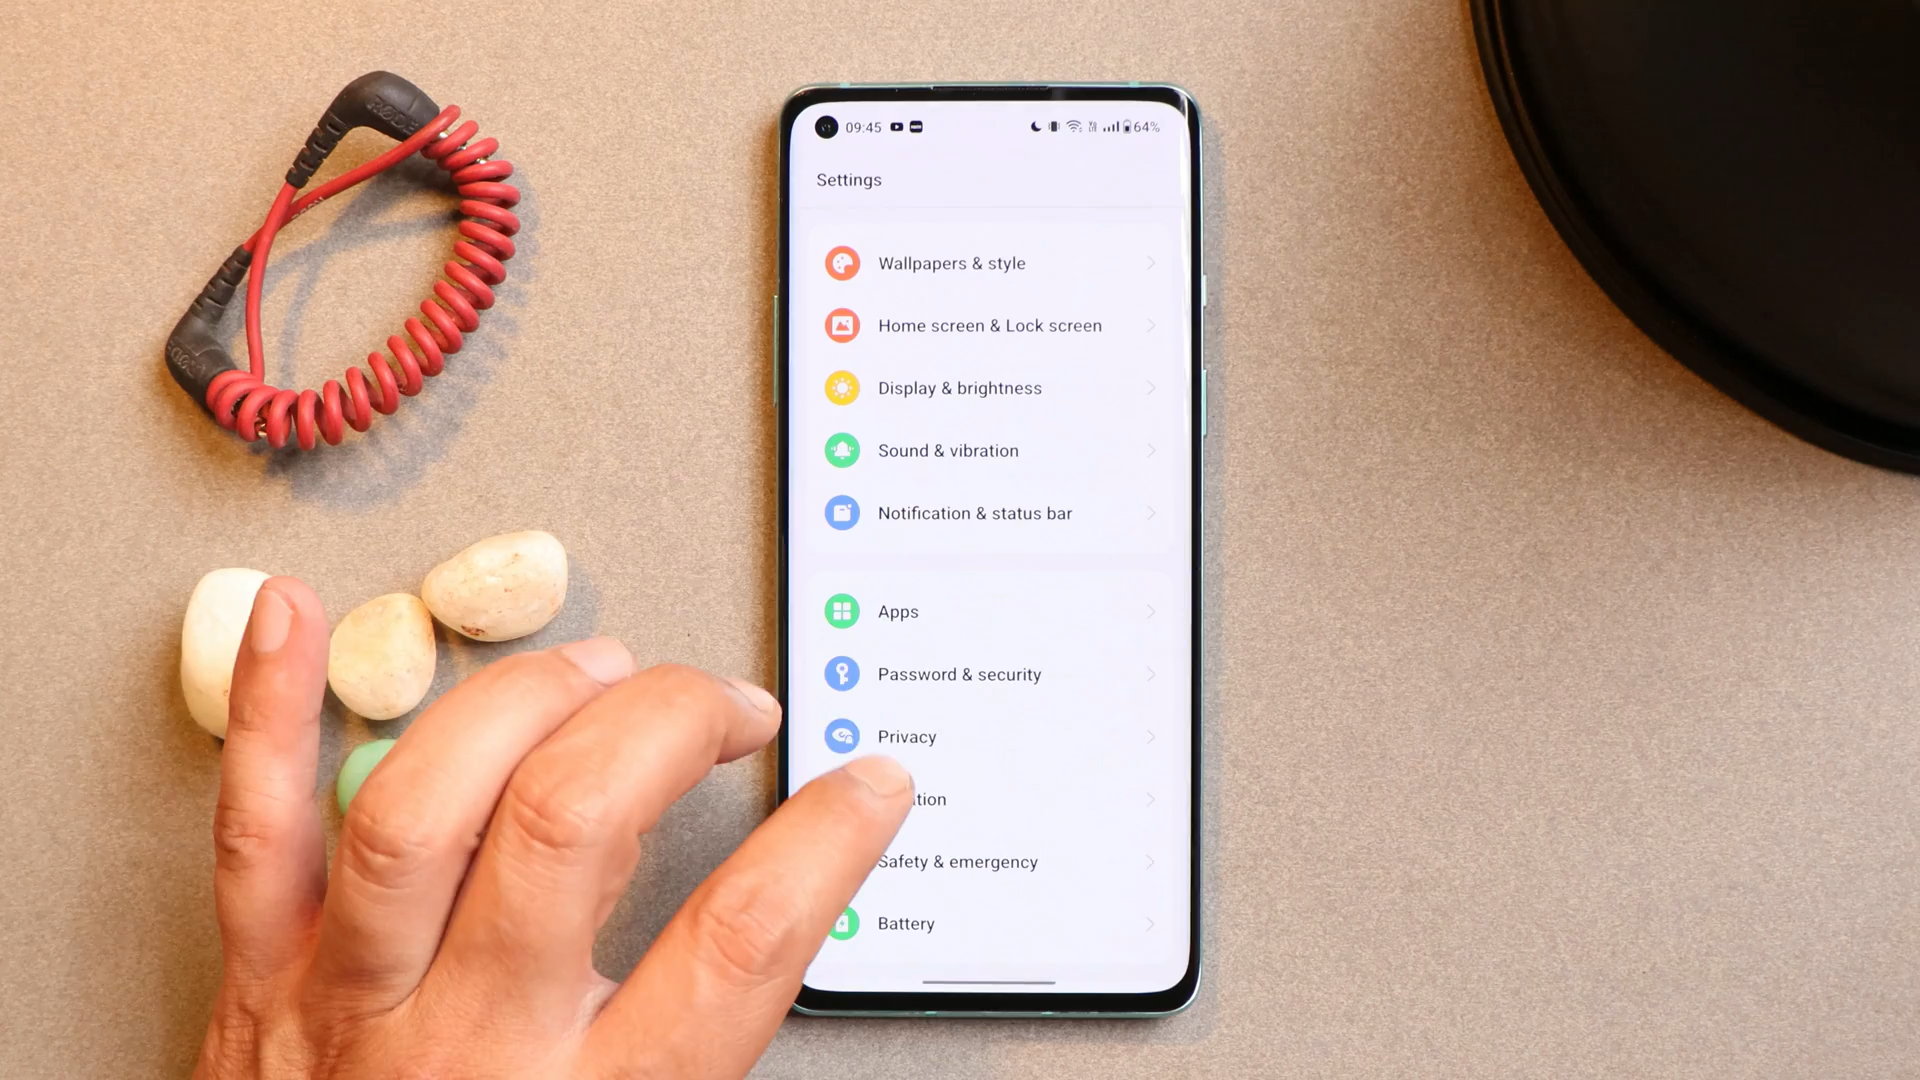 RØDE
09:45
64%
Settings
Wallpapers & style
Home screen & Lock screen
Display & brightness
Sound & vibration
Notification & status bar
Apps
Password & security
Privacy
tion
Safety & emergency
Battery